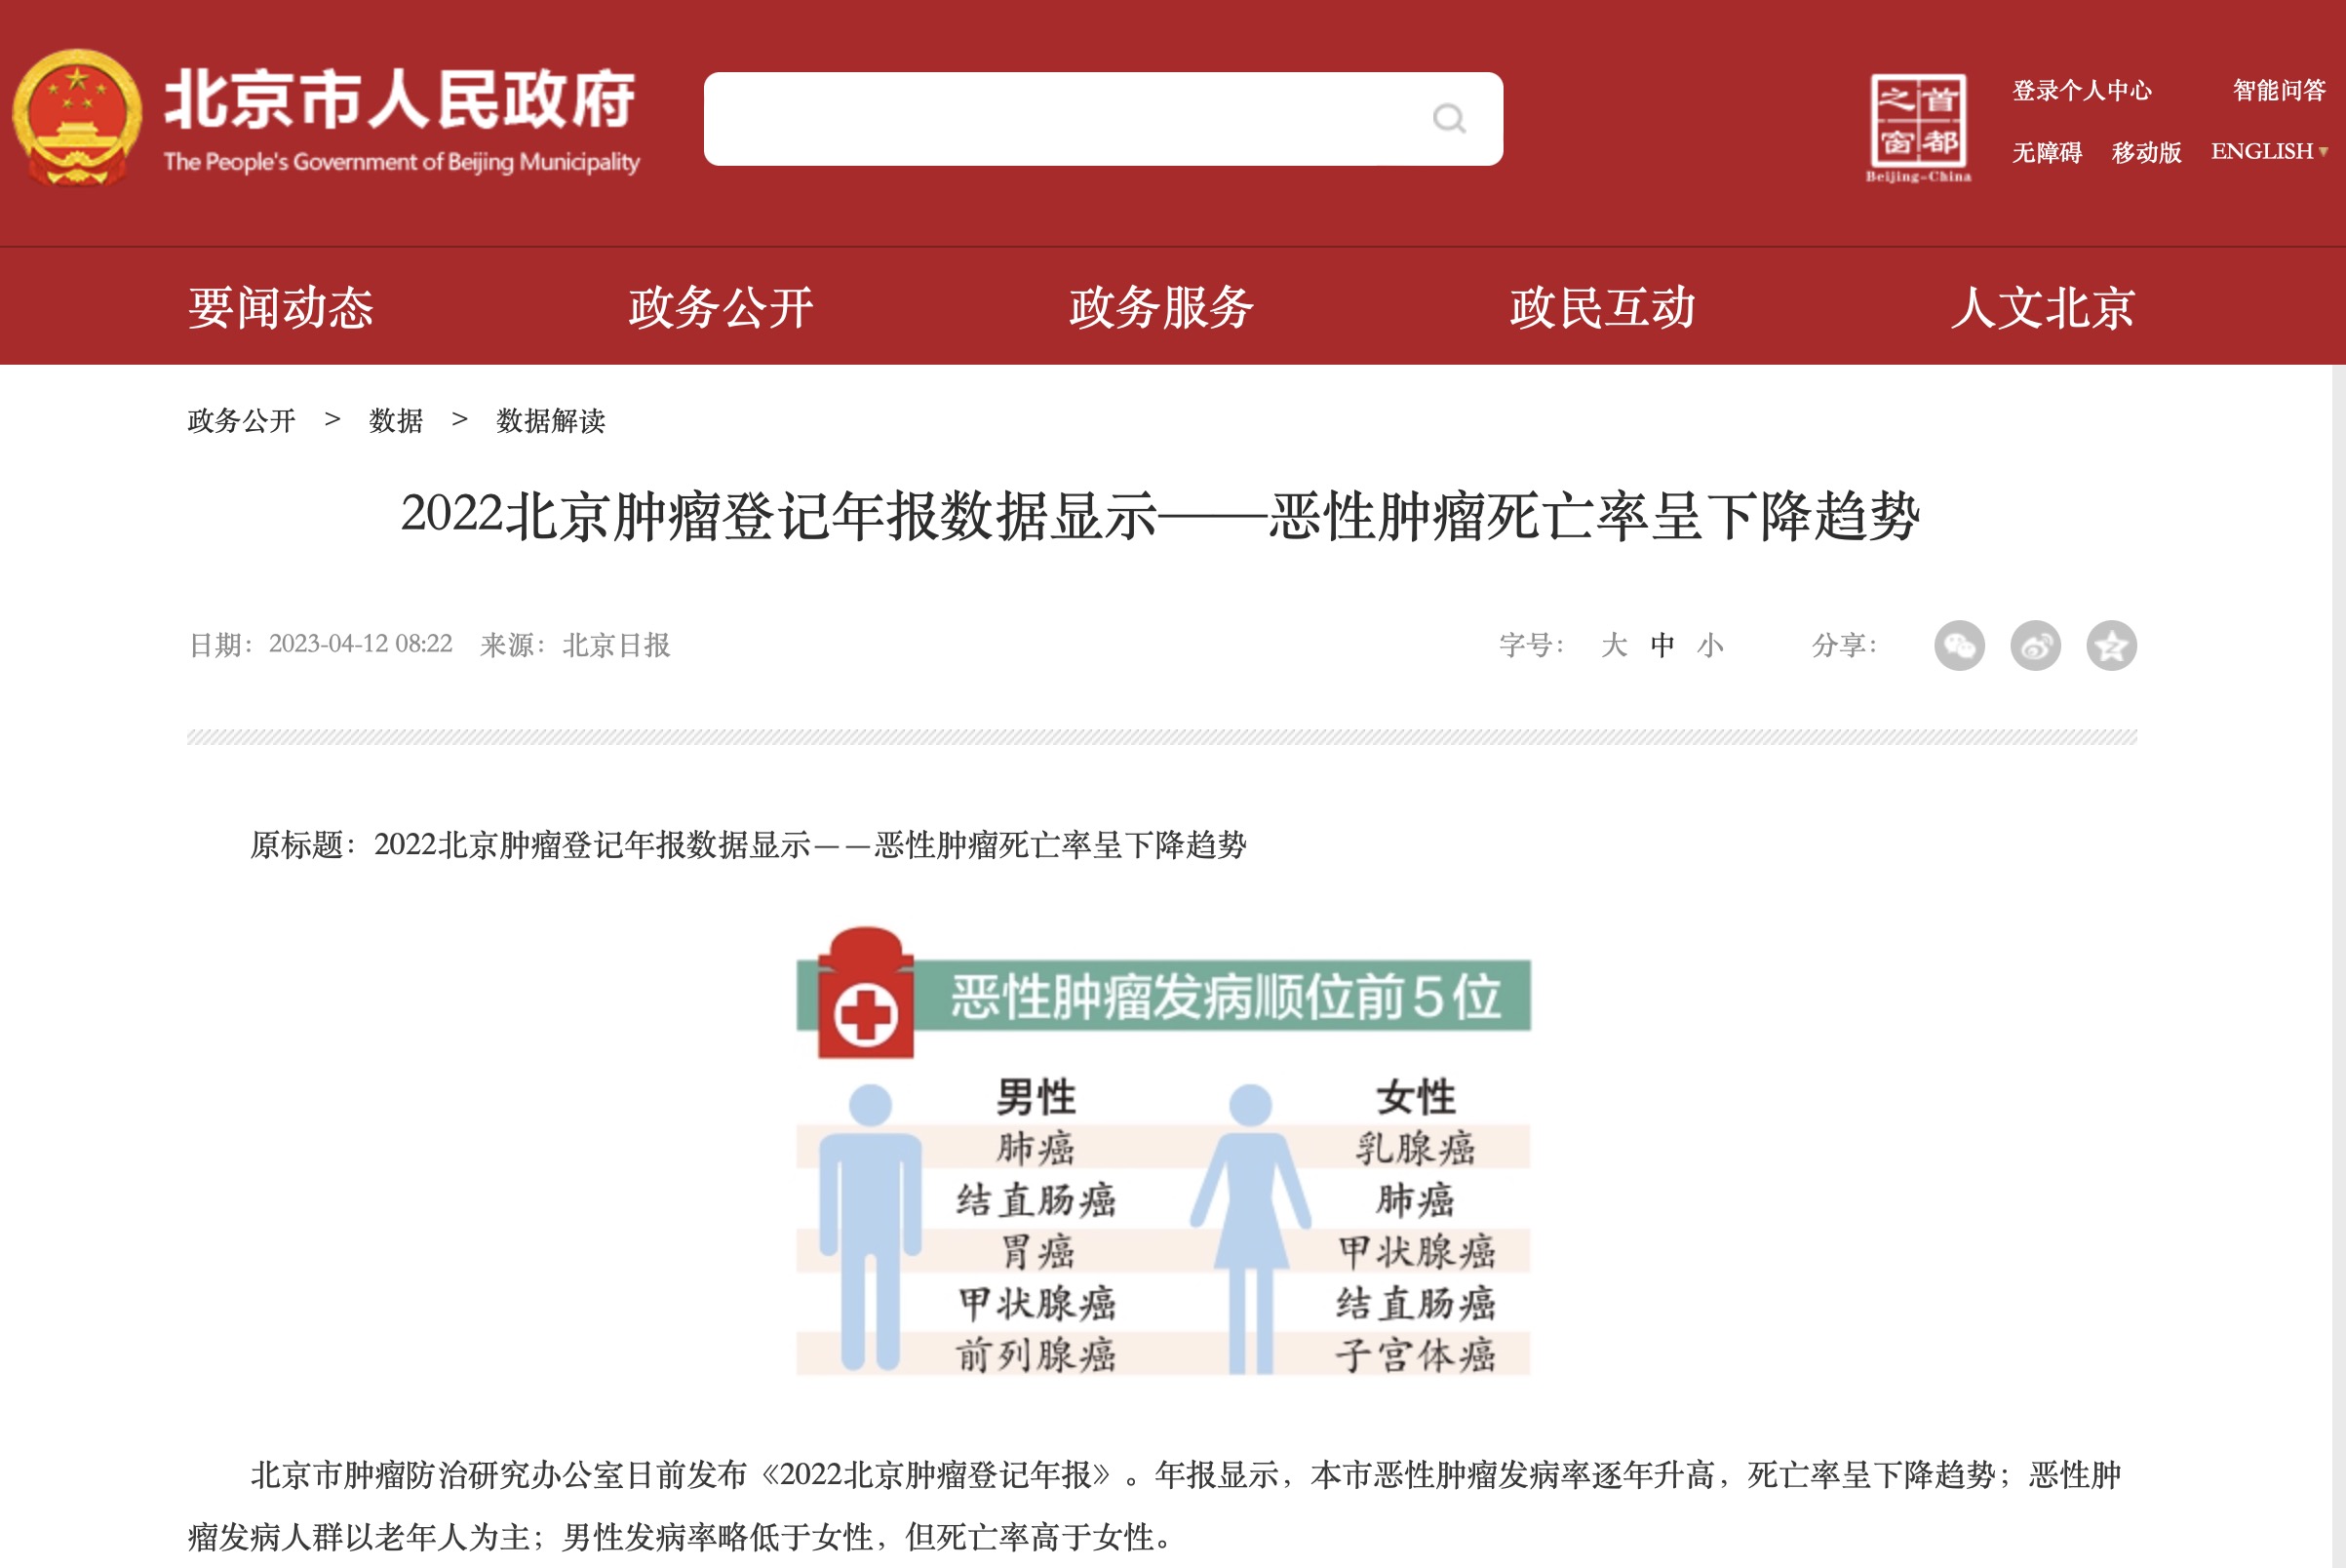 北京市人民政府
The People's Government of Beijing Municipality
首都之窗
Beijing-China
登录个人中心 智能问答
无障碍 移动版 ENGLISH
要闻动态 政务公开 政务服务 政民互动 人文北京
政务公开 > 数据 > 数据解读
2022北京肿瘤登记年报数据显示——恶性肿瘤死亡率呈下降趋势
日期：2023-04-12 08:22 来源：北京日报 字号： 大 中 小 分享：
原标题：2022北京肿瘤登记年报数据显示——恶性肿瘤死亡率呈下降趋势
恶性肿瘤发病顺位前5位
男性 女性
肺癌 乳腺癌
结直肠癌 肺癌
胃癌 甲状腺癌
甲状腺癌 结直肠癌
前列腺癌 子宫体癌
北京市肿瘤防治研究办公室日前发布《2022北京肿瘤登记年报》。年报显示，本市恶性肿瘤发病率逐年升高，死亡率呈下降趋势；恶性肿
瘤发病人群以老年人为主；男性发病率略低于女性，但死亡率高于女性。